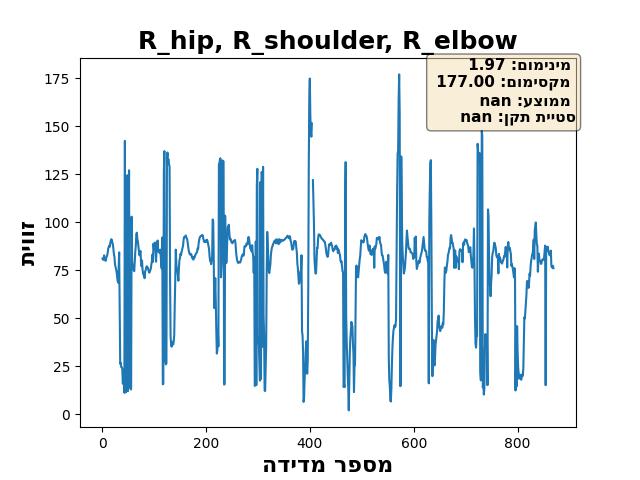 R_hip, R_shoulder, R_elbow
מינימום: 1.97
מקסימום: 177.00
ממוצע: nan
סטיית תקן: nan
זווית
175
150
125
100
75
50
25
0
0 200 400 600 800
מספר מדידה